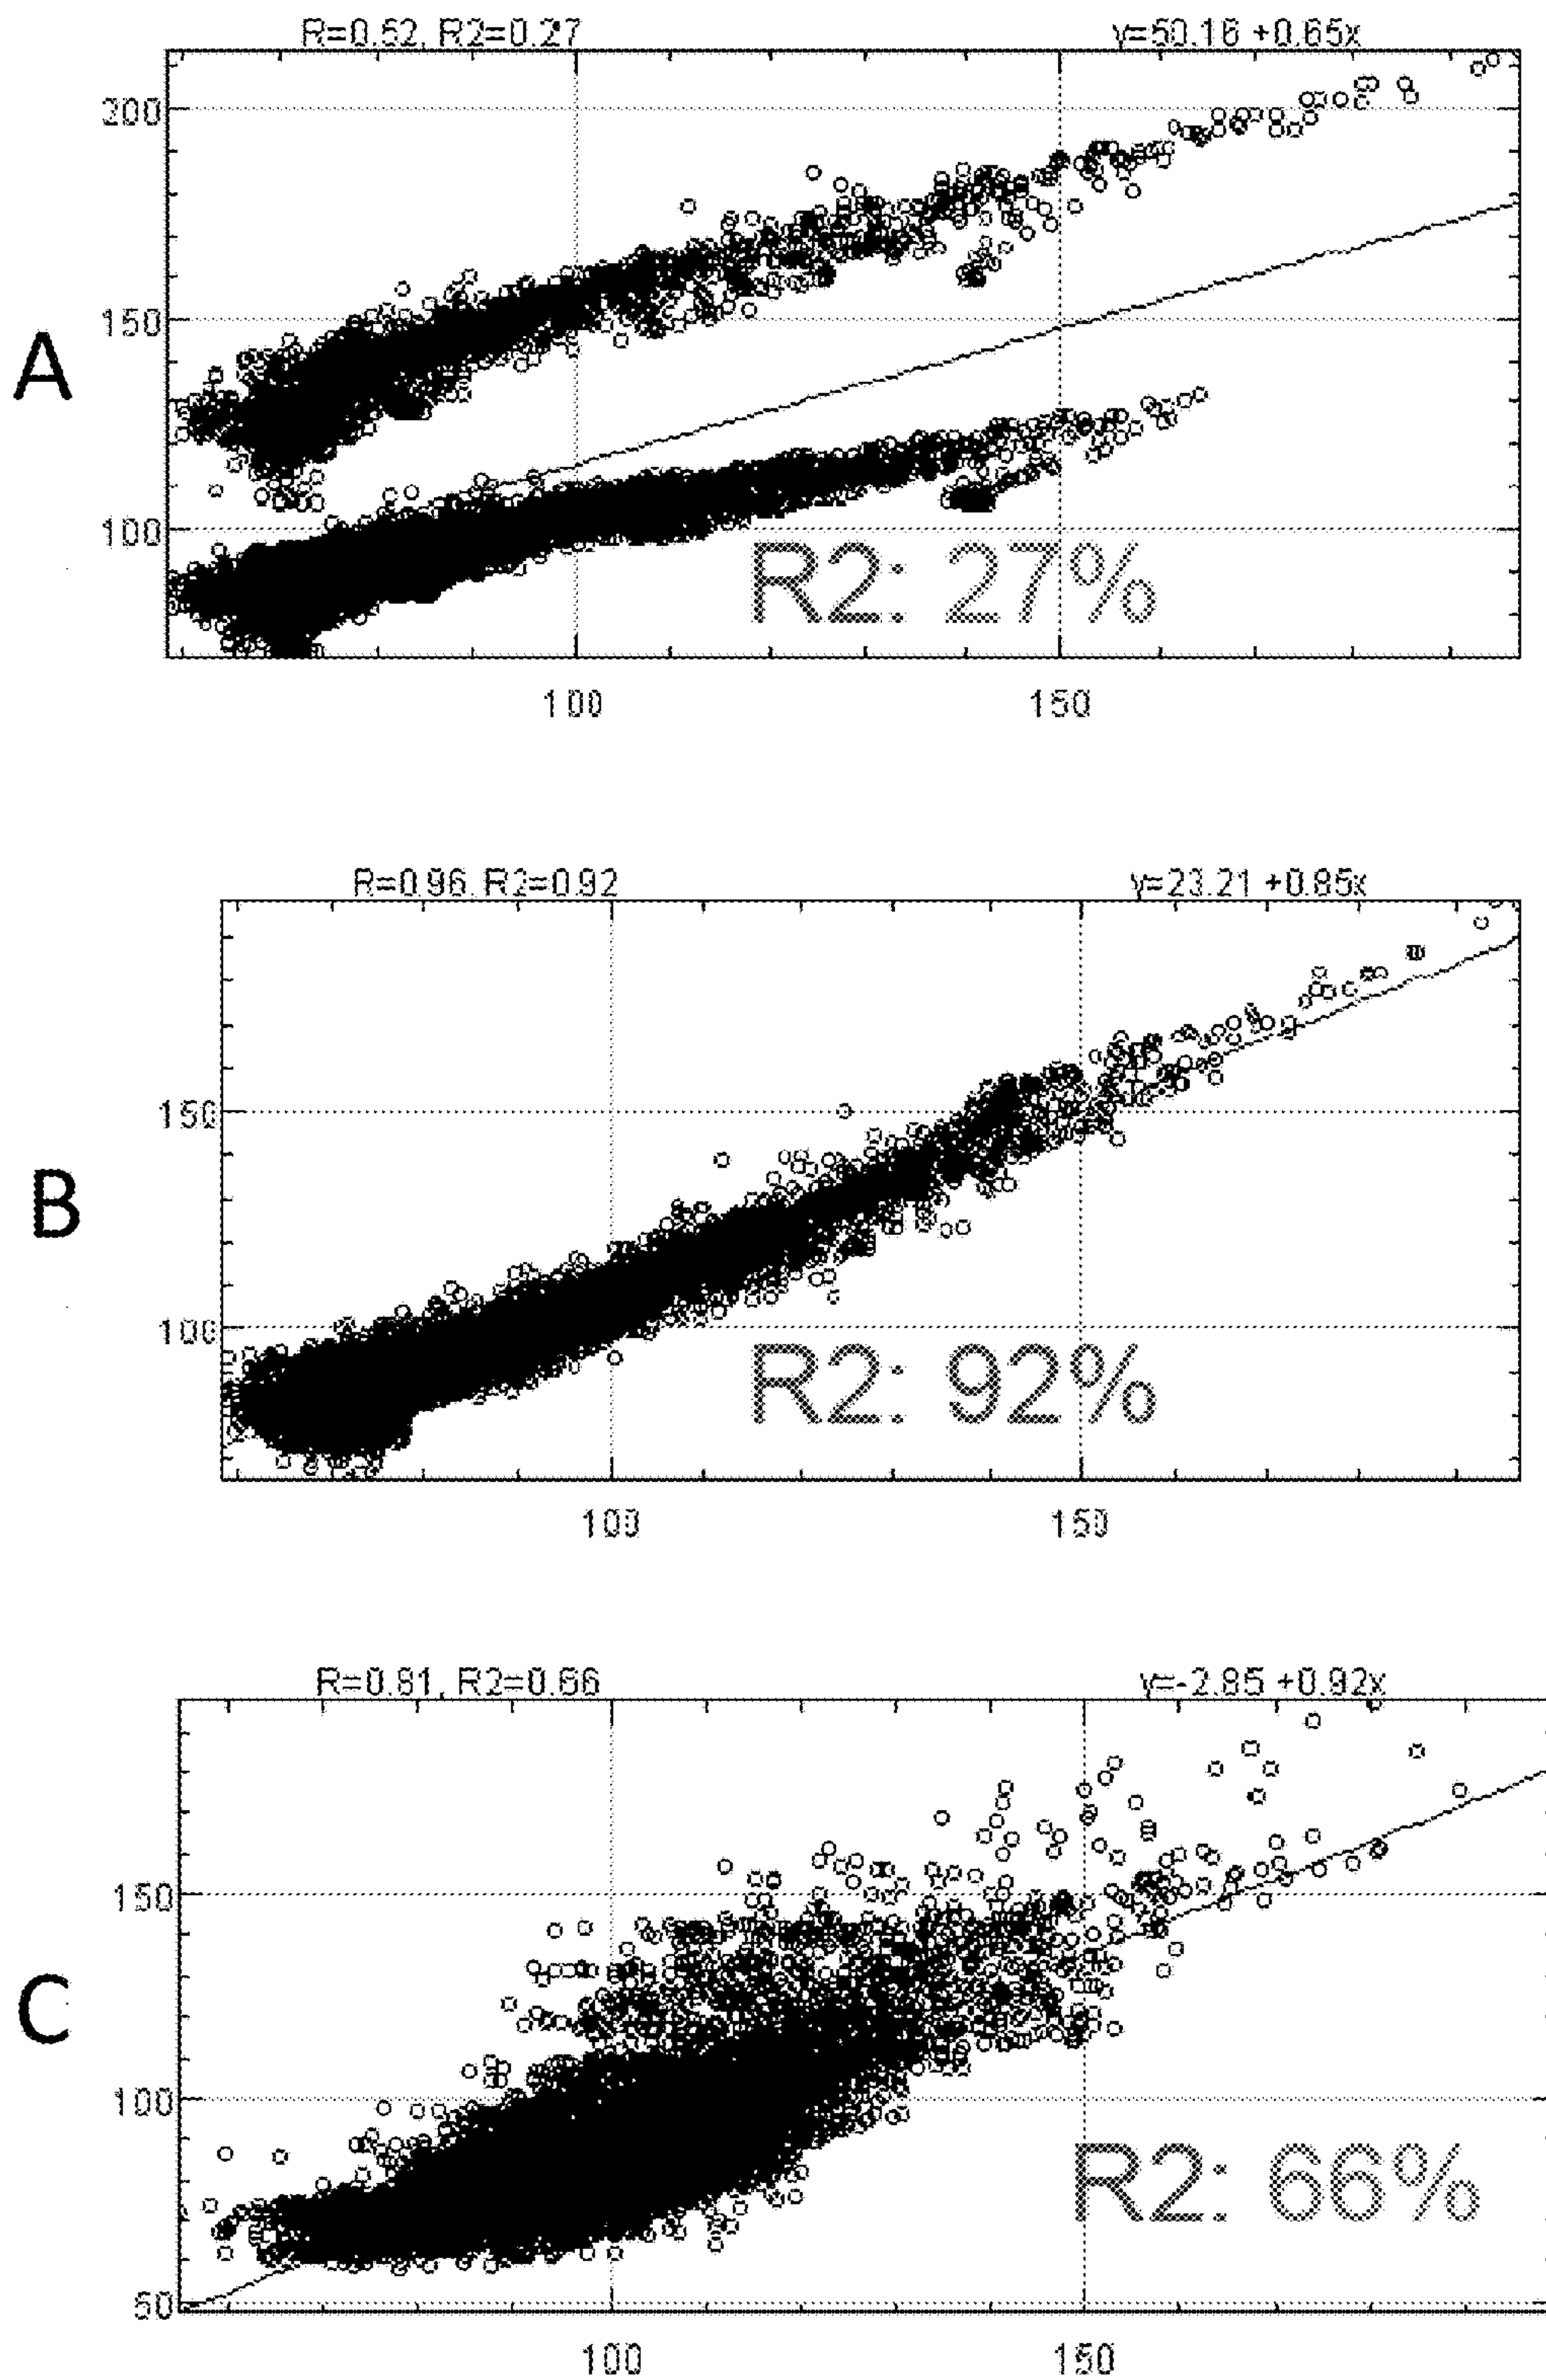 R=0.52, R2=0.27 y=50.16 +0.65x
200
A
150
100
R2: 27%
100 150
R=0.96, R2=0.92 y=23.21 +0.85x
150
B
100
R2: 92%
100 150
R=0.81, R2=0.66 y=-2.85 +0.92x
150
C
100
R2: 66%
50
100 150